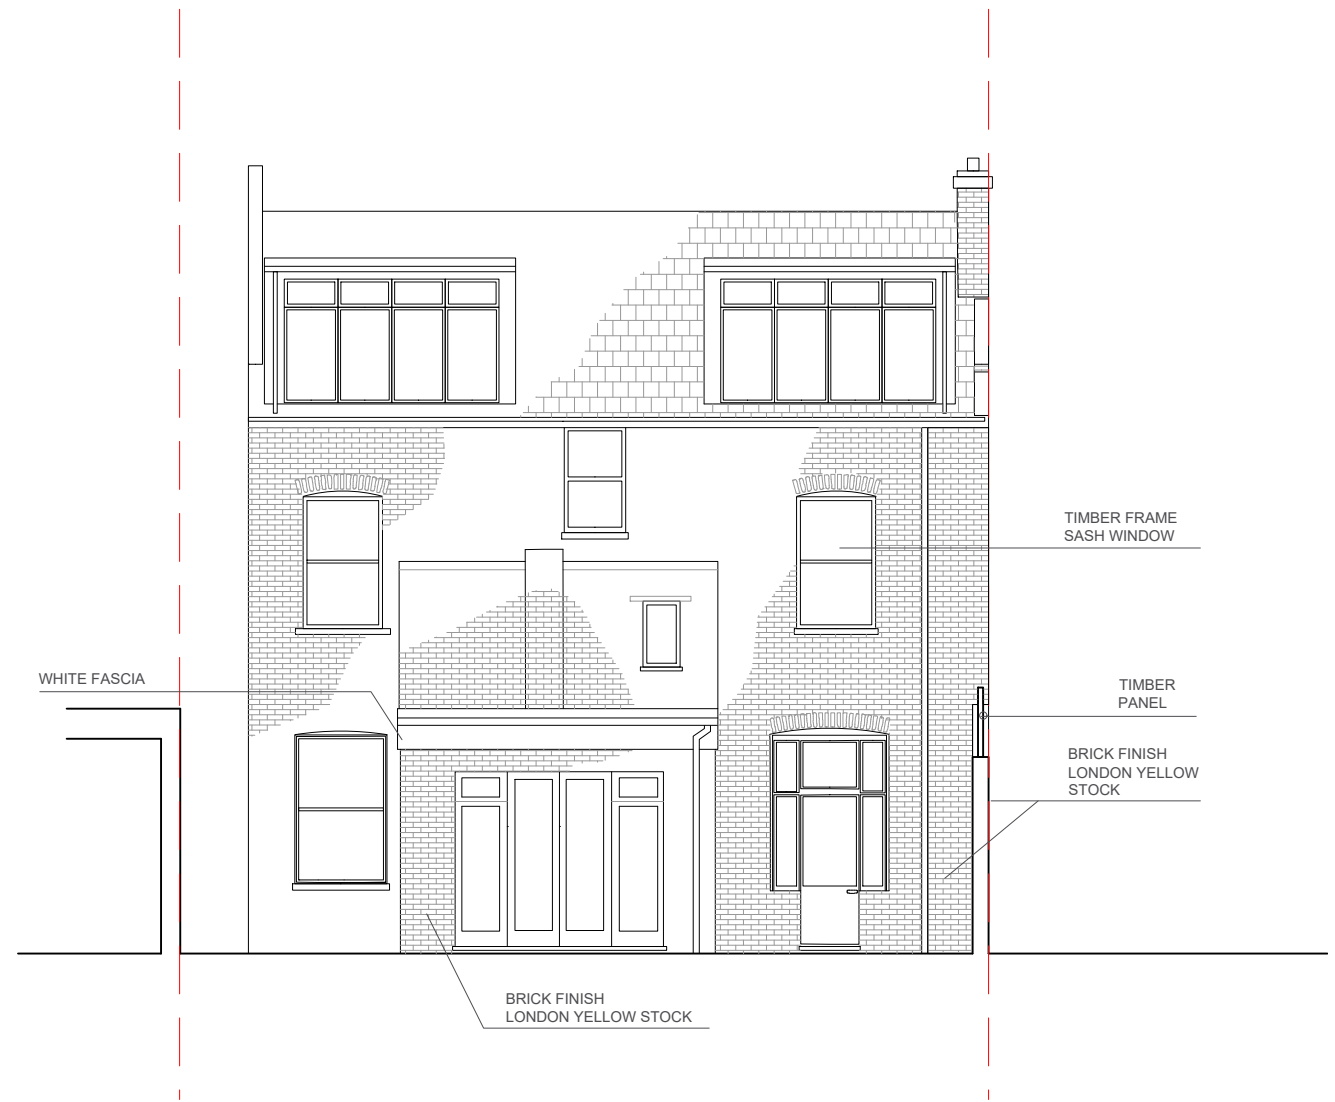 TIMBER FRAME
SASH WINDOW
WHITE FASCIA
TIMBER
PANEL
BRICK FINISH
LONDON YELLOW
STOCK
BRICK FINISH
LONDON YELLOW STOCK